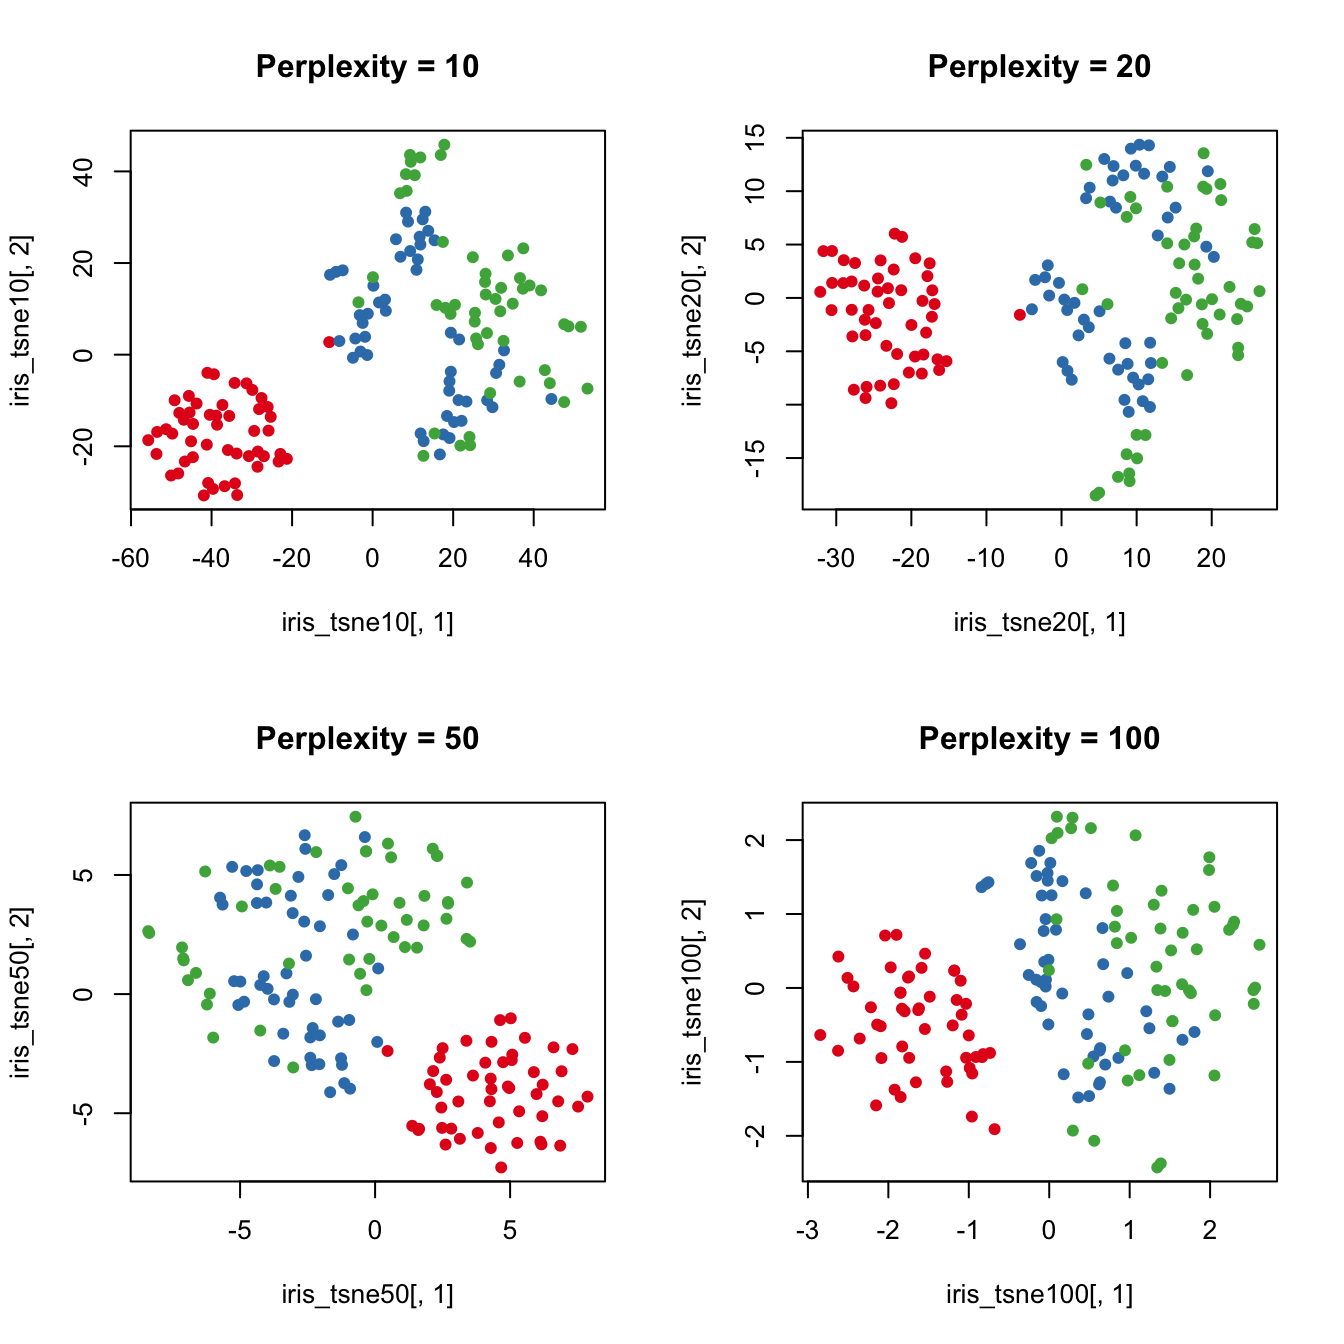 Perplexity = 10
40
20
0
-20
iris_tsne10[, 2]
-60 -40 -20 0 20 40
iris_tsne10[, 1]
Perplexity = 20
15
10
5
0
-5
-15
iris_tsne20[, 2]
-30 -20 -10 0 10 20
iris_tsne20[, 1]
Perplexity = 50
5
0
-5
iris_tsne50[, 2]
-5 0 5
iris_tsne50[, 1]
Perplexity = 100
2
1
0
-1
-2
iris_tsne100[, 2]
-3 -2 -1 0 1 2
iris_tsne100[, 1]